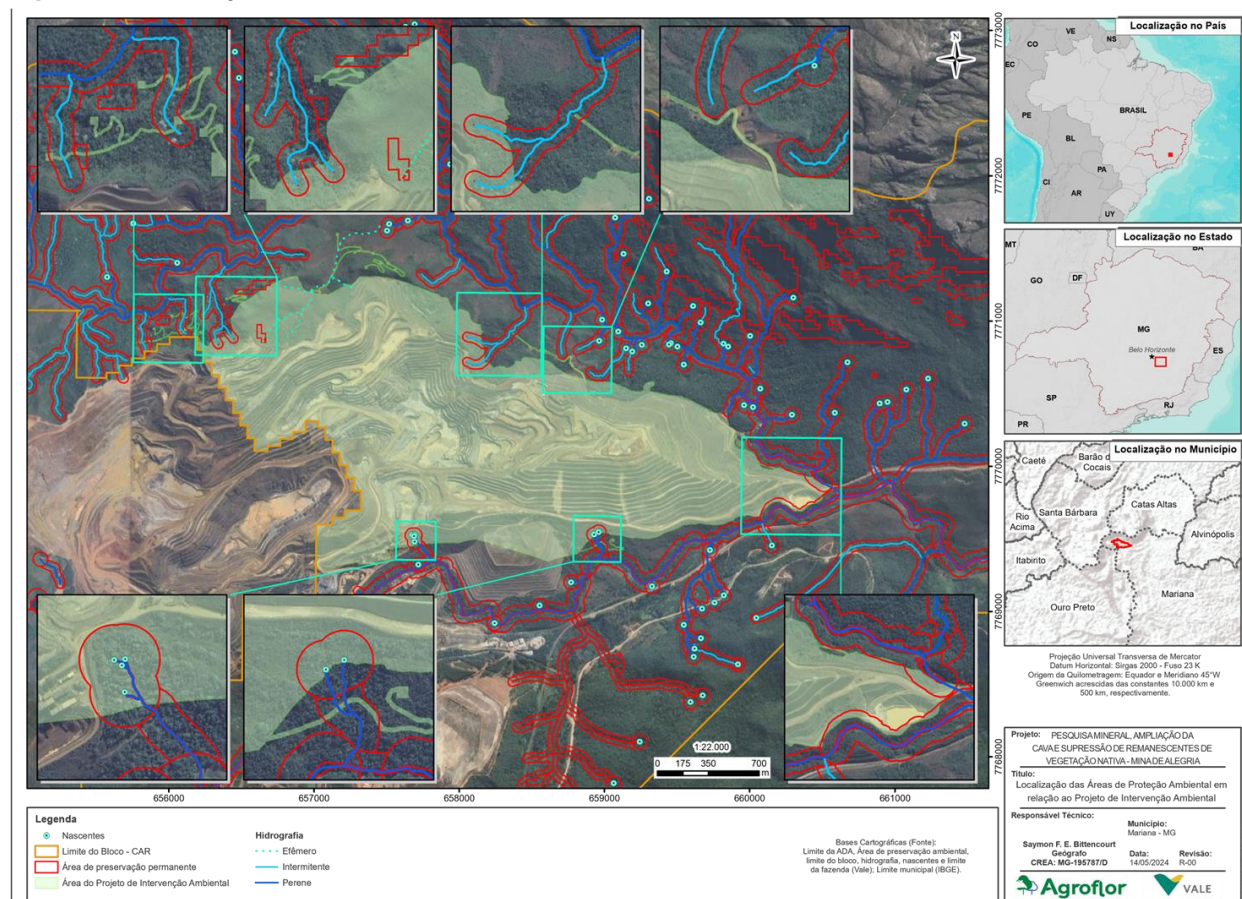 N
7773000
7772000
7771000
7770000
7769000
7768000
656000
657000
658000
659000
660000
661000
1:22.000
0 175 350 700
m
Localização no País
VE
NS
CO
EC
BRASIL
PE
BL
PA
CI
AR
UY
Localização no Estado
MT
BA
GO
DF
MG
Belo Horizonte
ES
SP
RJ
PR
Localização no Municipio
Caeté
Cocais
Santa Bárbara
Catas Altas
Rio
Acima
Alvinópolis
Itabirito
Mariana
Ouro Preto
Projeção Universal Transversa de Mercator
Datum Horizontal: Sirgas 2000 - Fuso 23 K
Origem da Quilometragem: Equador e Meridiano 45°W
Greenwich acrescidas das constantes 10.000 km e
500 km, respectivamente.
Projeto: PESQUISA MINERAL, AMPLIAÇÃO DA
CAVA E SUPRESSÃO DE REMANESCENTES DE
VEGETAÇÃO NATIVA - MINA DE ALEGRIA
Título:
Localização das Áreas de Proteção Ambiental em
relação ao Projeto de Intervenção Ambiental
Responsável Técnico:
Município:
Mariana - MG
Saymon F. E. Bittencourt
Geógrafo
CREA: MG-195787/D
Data:
14/05/2024
Revisão:
R-00
Agroflor
VALE
Legenda
Nascentes
Limite do Bloco - CAR
Área de preservação permanente
Área do Projeto de Intervenção Ambiental
Hidrografia
Efêmero
Intermitente
Perene
Bases Cartográficas (Fonte):
Limite da ADA, Área de preservação ambiental,
limite do bloco, hidrografia, nascentes e limite
da fazenda (Vale); Limite municipal (IBGE).